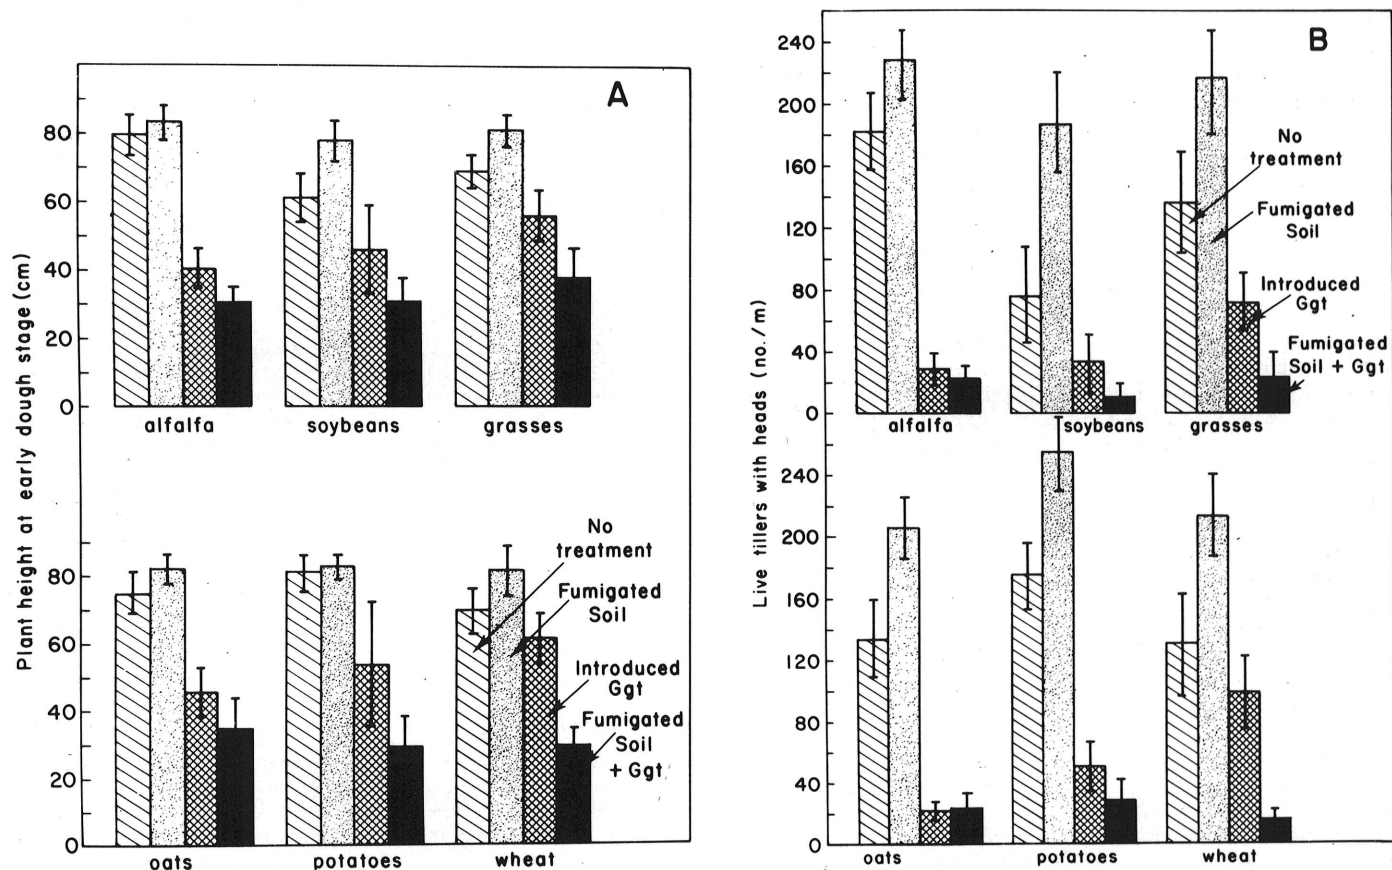 A
Plant height at early dough stage (cm)
80
60
40
20
0
alfalfa
soybeans
grasses
80
60
40
20
0
No
treatment
Fumigated
Soil
Introduced
Ggt
Fumigated
Soil
+ Ggt
oats
potatoes
wheat
B
Live tillers with heads (no./m)
240
200
160
120
80
40
0
No
treatment
Fumigated
Soil
Introduced
Ggt
Fumigated
Soil + Ggt
alfalfa
soybeans
grasses
240
200
160
120
80
40
0
oats
potatoes
wheat